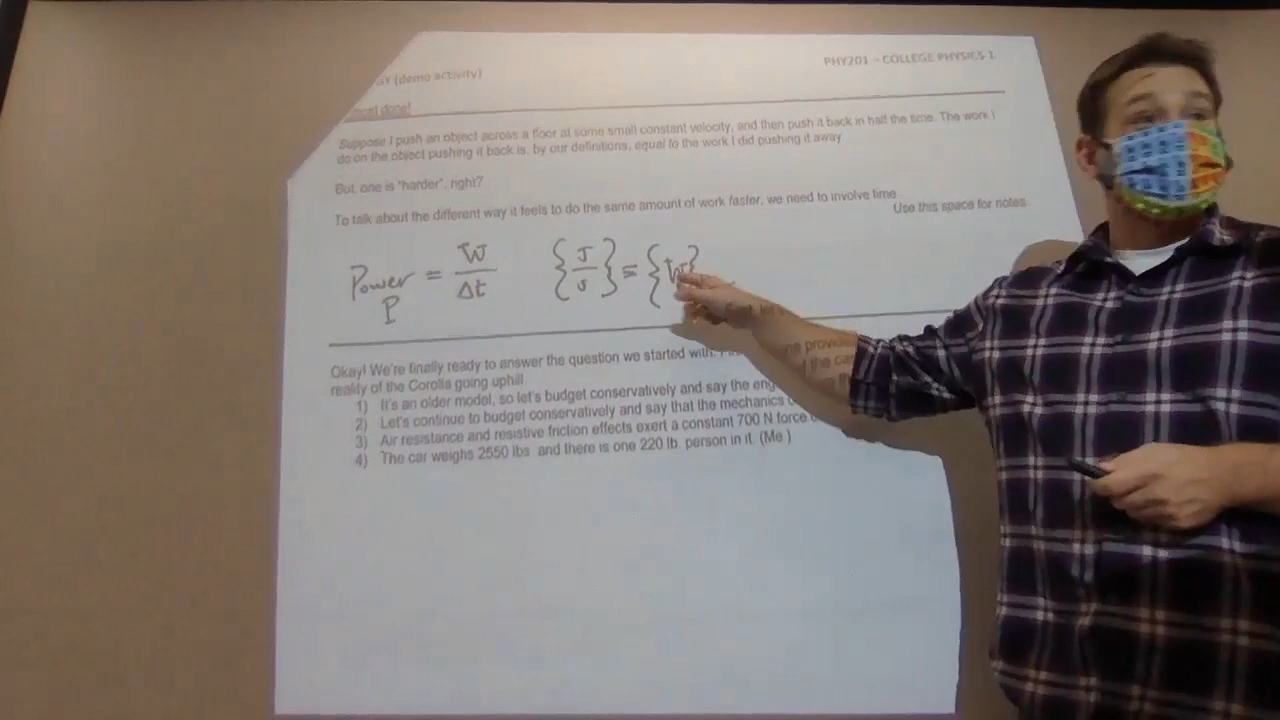 GY (demo activity)
PHY201 - COLLEGE PHYSICS 1
most done!
Suppose I push an object across a floor at some small constant velocity, and then push it back in half the time. The work I
do on the object pushing it back is, by our definitions, equal to the work I did pushing it away
But, one is "harder", right?
To talk about the different way it feels to do the same amount of work faster, we need to involve time
Use this space for notes
Power = W / Δt {J/s} = {W}
P
Okay! We're finally ready to answer the question we started with.
reality of the Corolla going uphill
1) It's an older model, so let's budget conservatively and say the eng
2) Let's continue to budget conservatively and say that the mechanics
3) Air resistance and resistive friction effects exert a constant 700 N force
4) The car weighs 2550 lbs and there is one 220 lb. person in it. (Me.)